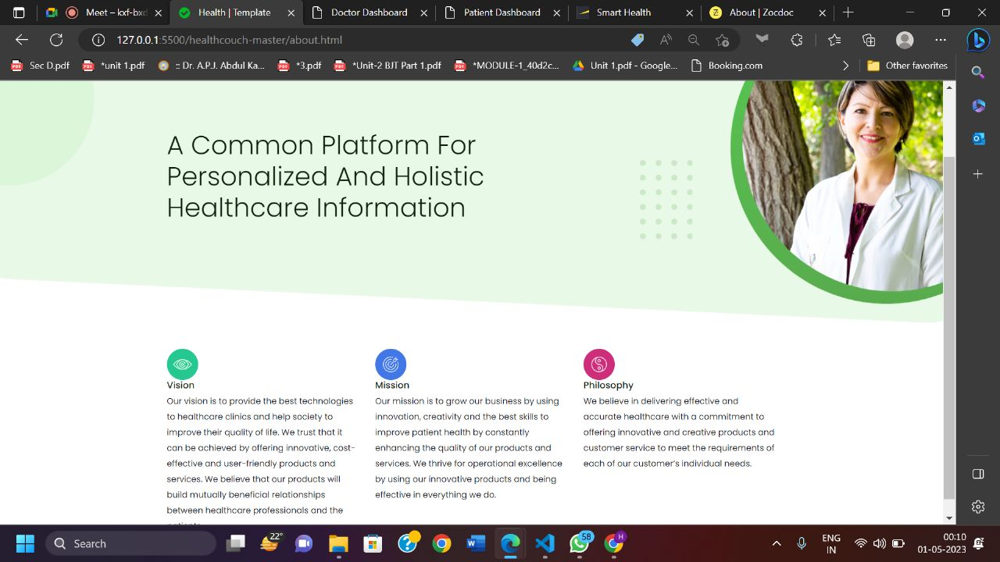 Meet – kxf-bxd
Health | Template
Doctor Dashboard
Patient Dashboard
Smart Health
About | Zocdoc
127.0.0.1:5500/healthcouch-master/about.html
Sec D.pdf
*unit 1.pdf
:: Dr. A.P.J. Abdul Ka...
*3.pdf
Unit-2 BJT Part 1.pdf
*MODULE-1_40d2c...
Unit 1.pdf - Google...
Booking.com
Other favorites
A Common Platform For
Personalized And Holistic
Healthcare Information
Vision
Our vision is to provide the best technologies
to healthcare clinics and help society to
improve their quality of life. We trust that it
can be achieved by offering innovative, cost-
effective and user-friendly products and
services. We believe that our products will
build mutually beneficial relationships
between healthcare professionals and the
patients.
Mission
Our mission is to grow our business by using
innovation, creativity and the best skills to
improve patient health by constantly
enhancing the quality of our products and
services. We thrive for operational excellence
by using our innovative products and being
effective in everything we do.
Philosophy
We believe in delivering effective and
accurate healthcare with a commitment to
offering innovative and creative products and
customer service to meet the requirements of
each of our customer’s individual needs.
Search
22°
58
H
ENG
IN
00:10
01-05-2023